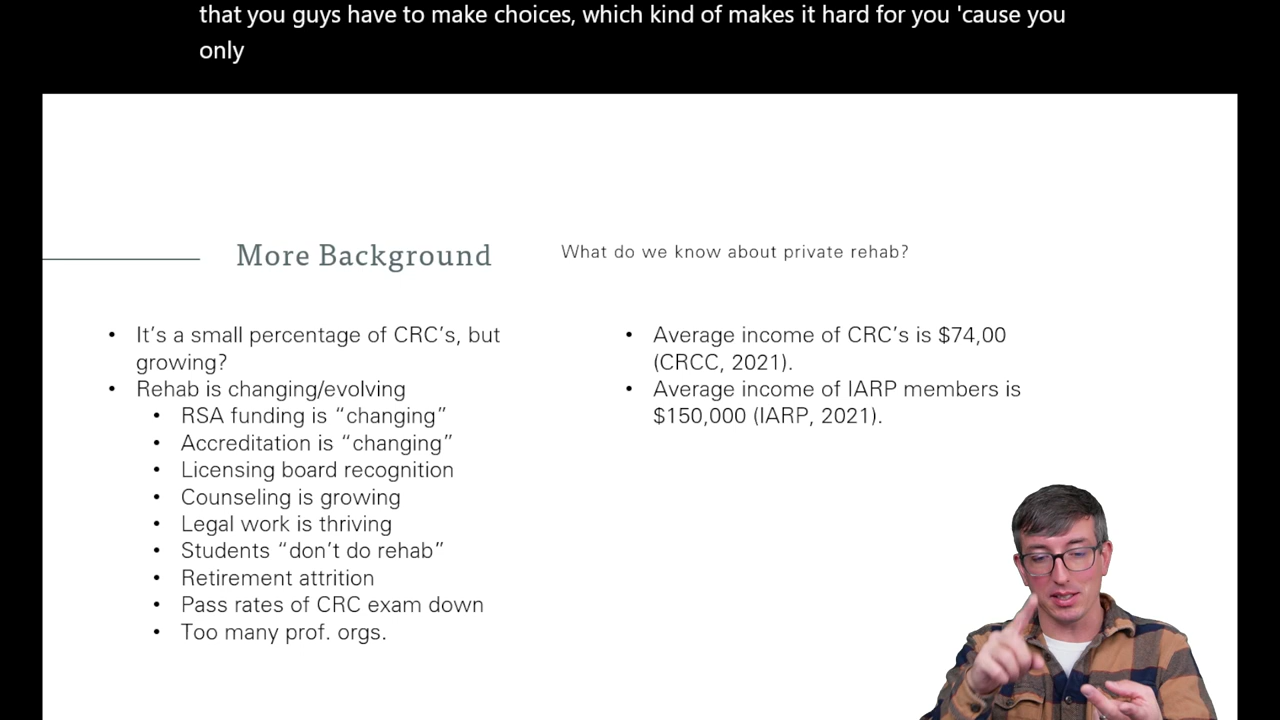 that you guys have to make choices, which kind of makes it hard for you 'cause you
only
More Background
What do we know about private rehab?
• It’s a small percentage of CRC’s, but
growing?
• Rehab is changing/evolving
• RSA funding is “changing”
• Accreditation is “changing”
• Licensing board recognition
• Counseling is growing
• Legal work is thriving
• Students “don’t do rehab”
• Retirement attrition
• Pass rates of CRC exam down
• Too many prof. orgs.
• Average income of CRC’s is $74,00
(CRCC, 2021).
• Average income of IARP members is
$150,000 (IARP, 2021).